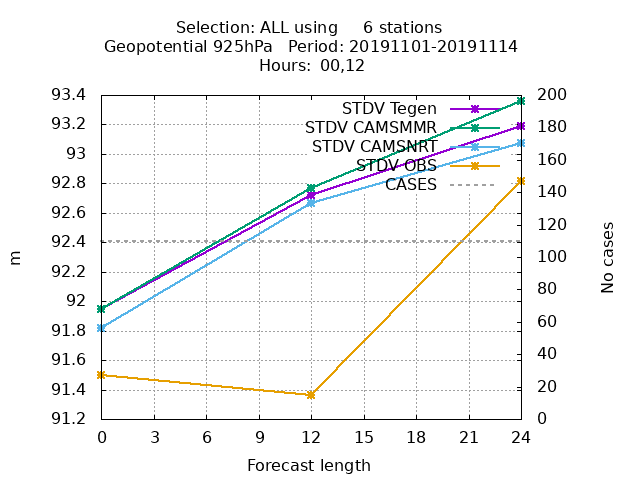 Selection: ALL using     6 stations
Geopotential 925hPa   Period: 20191101-20191114
Hours: 00,12
STDV Tegen
STDV CAMSMMR
STDV CAMSNRT
STDV OBS
CASES
93.4
93.2
93
92.8
92.6
92.4
92.2
92
91.8
91.6
91.4
91.2
m
200
180
160
140
120
100
80
60
40
20
0
No cases
0 3 6 9 12 15 18 21 24
Forecast length